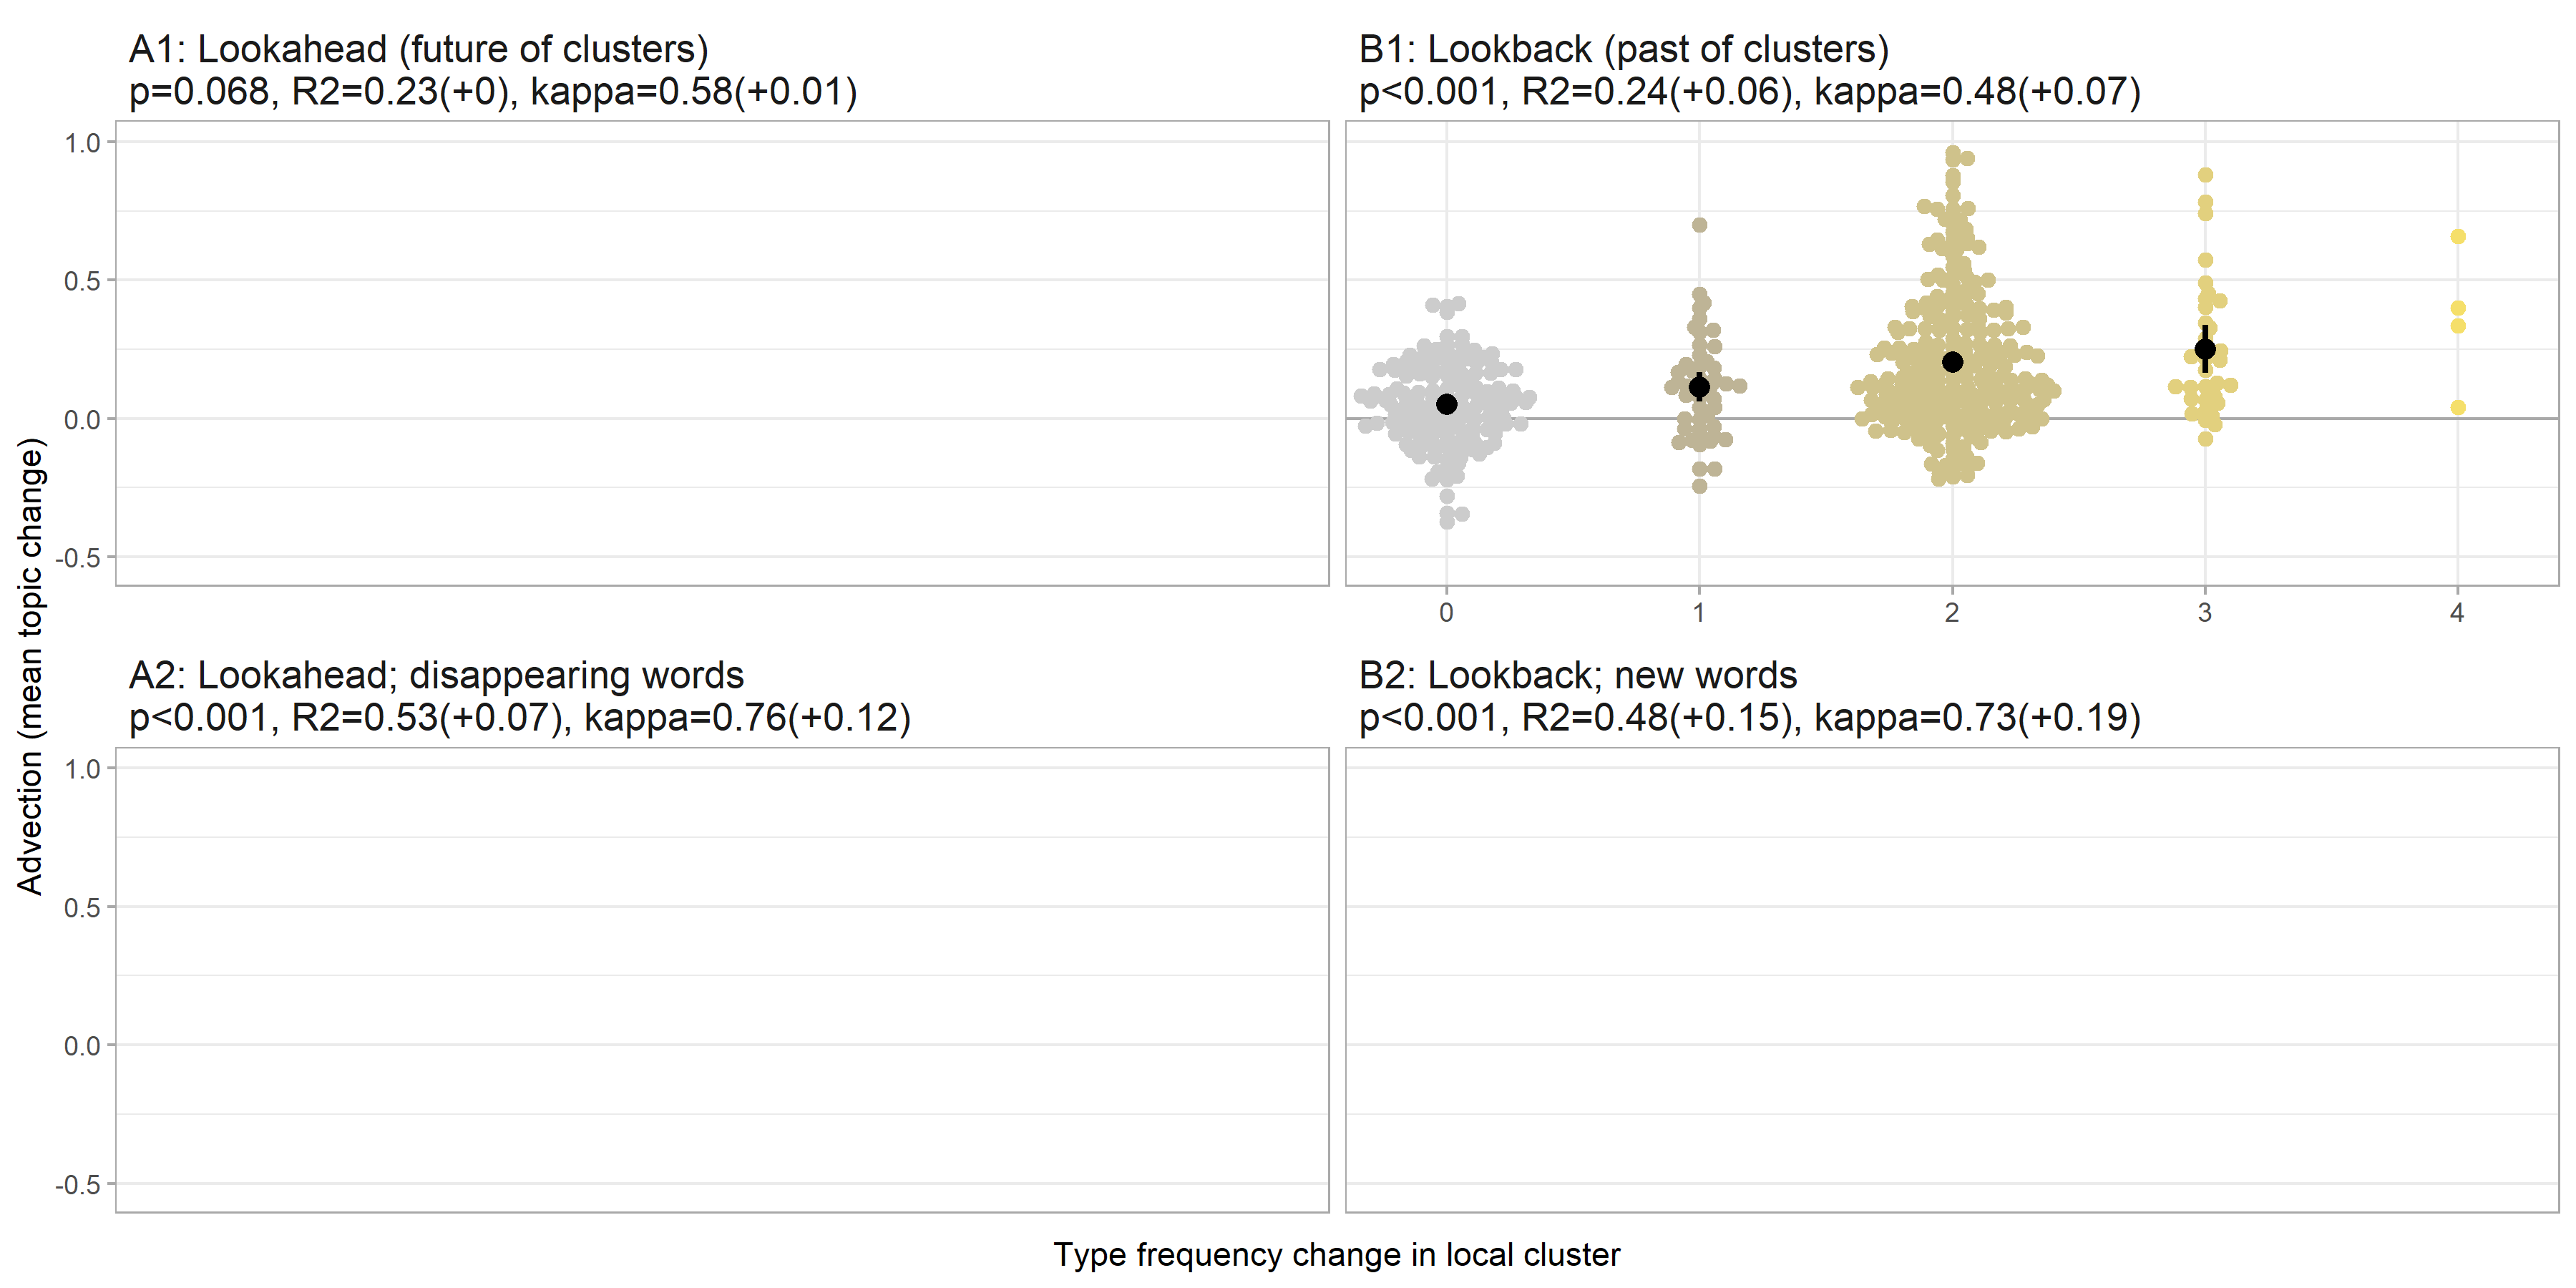 A1: Lookahead (future of clusters)
p=0.068, R2=0.23(+0), kappa=0.58(+0.01)
B1: Lookback (past of clusters)
p<0.001, R2=0.24(+0.06), kappa=0.48(+0.07)
1.0
0.5
0.0
-0.5
0 1 2 3 4
A2: Lookahead; disappearing words
p<0.001, R2=0.53(+0.07), kappa=0.76(+0.12)
B2: Lookback; new words
p<0.001, R2=0.48(+0.15), kappa=0.73(+0.19)
1.0
0.5
0.0
-0.5
Advection (mean topic change)
Type frequency change in local cluster